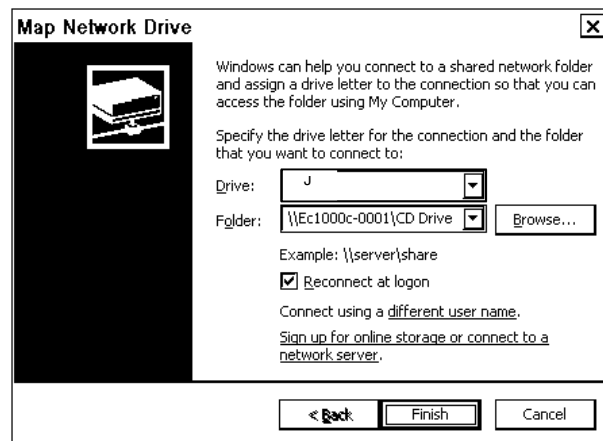 Map Network Drive
Windows can help you connect to a shared network folder
and assign a drive letter to the connection so that you can
access the folder using My Computer.
Specify the drive letter for the connection and the folder
that you want to connect to:
Drive: J
Folder: \\Ec1000c-0001\CD Drive Browse...
Example: \\server\share
Reconnect at logon
Connect using a different user name.
Sign up for online storage or connect to a
network server.
< Back Finish Cancel